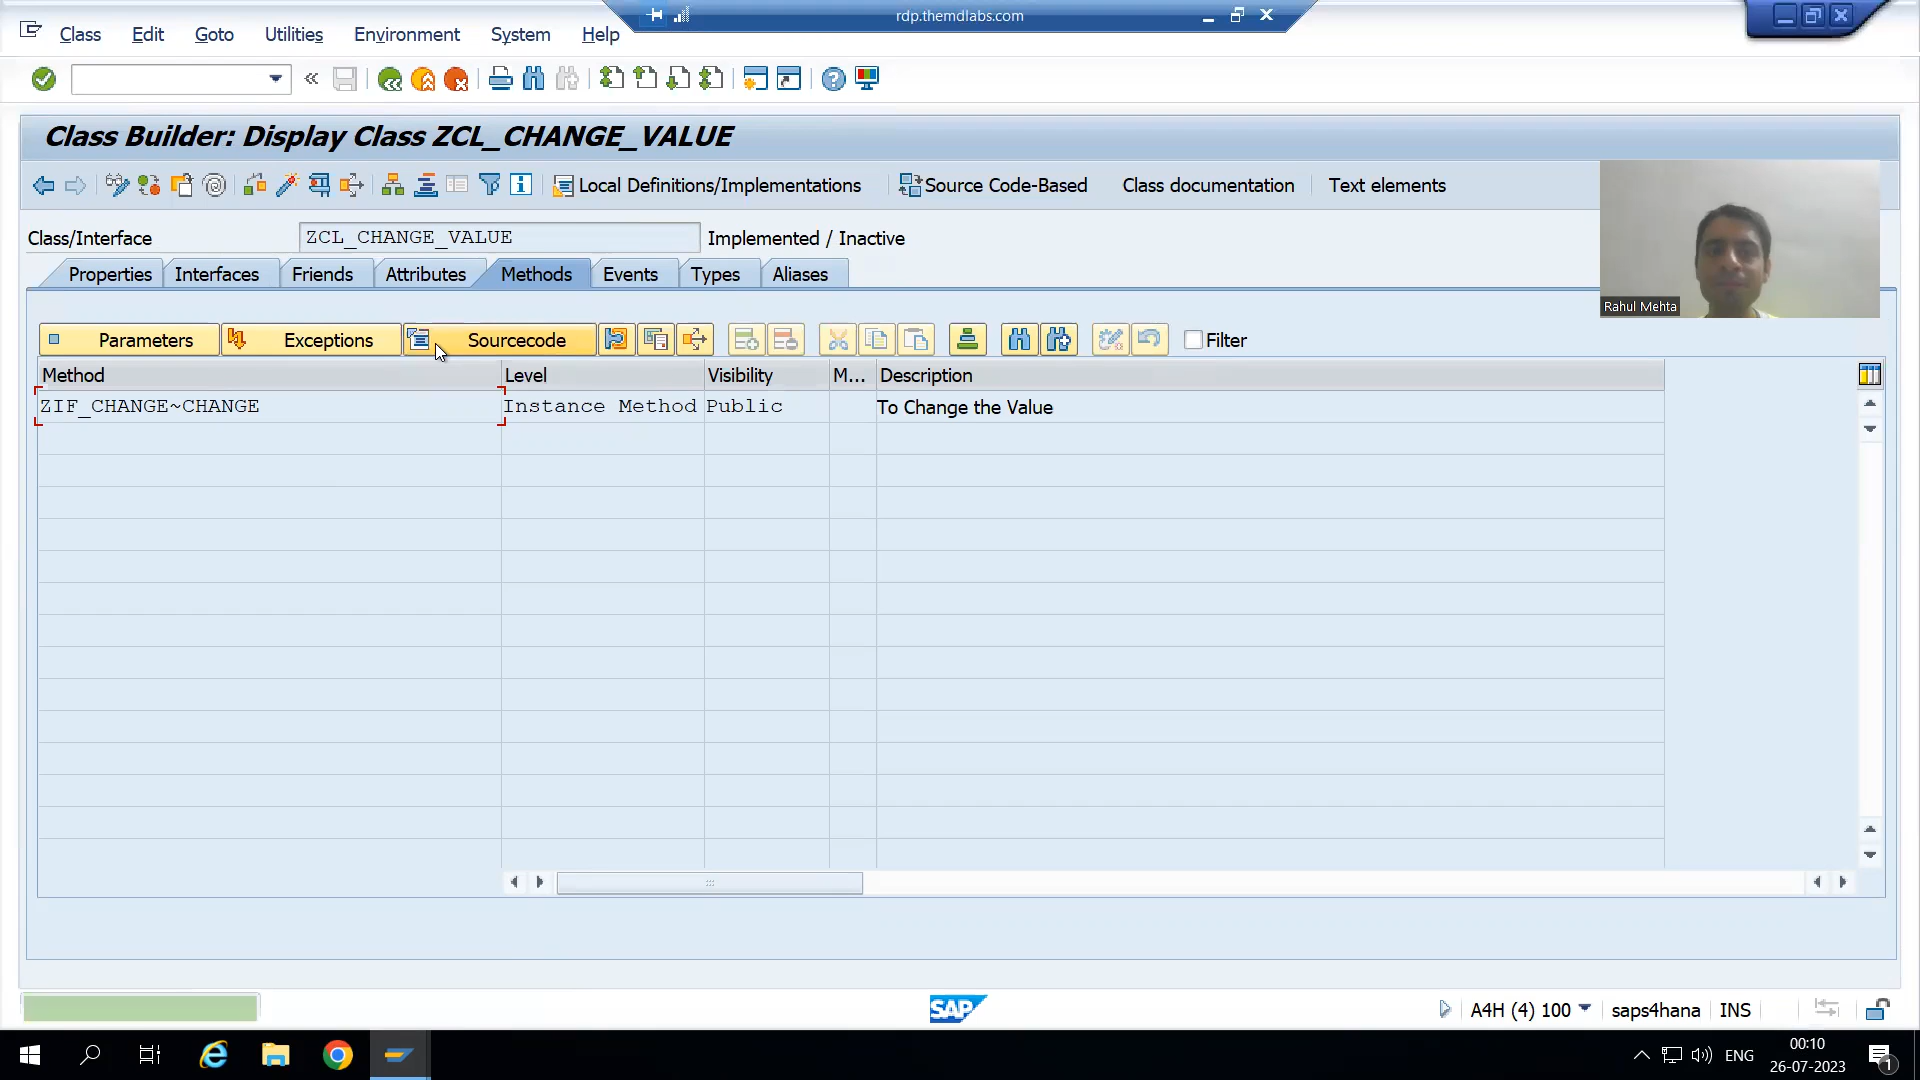 rdp.themdlabs.com
Class Edit Goto Utilities Environment System Help
Class Builder: Display Class ZCL_CHANGE_VALUE
Local Definitions/Implementations Source Code-Based Class documentation Text elements
Class/Interface ZCL_CHANGE_VALUE Implemented / Inactive
Properties Interfaces Friends Attributes Methods Events Types Aliases
Rahul Mehta
Parameters Exceptions Sourcecode Filter
Method Level Visibility M... Description
ZIF_CHANGE~CHANGE Instance Method Public To Change the Value
SAP A4H (4) 100 saps4hana INS
ENG 00:10
26-07-2023 1